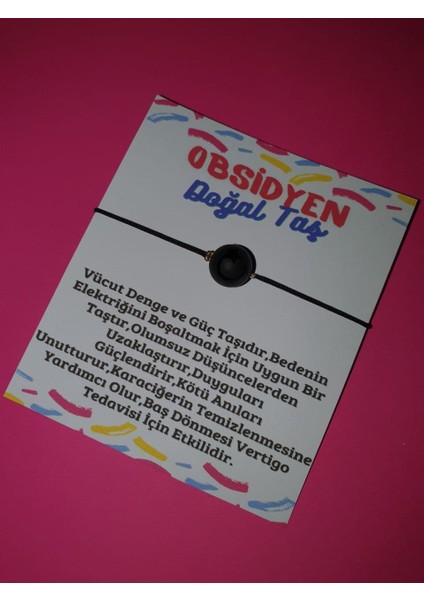 OBSİDYEN
Doğal Taş
Vücut Denge ve Güç Taşıdır,Bedenin
Elektriğini Boşaltmak İçin Uygun Bir
Taştır,Olumsuz Düşüncelerden
Uzaklaştırır,Duyguları
Güçlendirir,Kötü Anıları
Unutturur,Karaciğerin Temizlenmesine
Yardımcı Olur,Baş Dönmesi Vertigo
Tedavisi İçin Etkilidir.